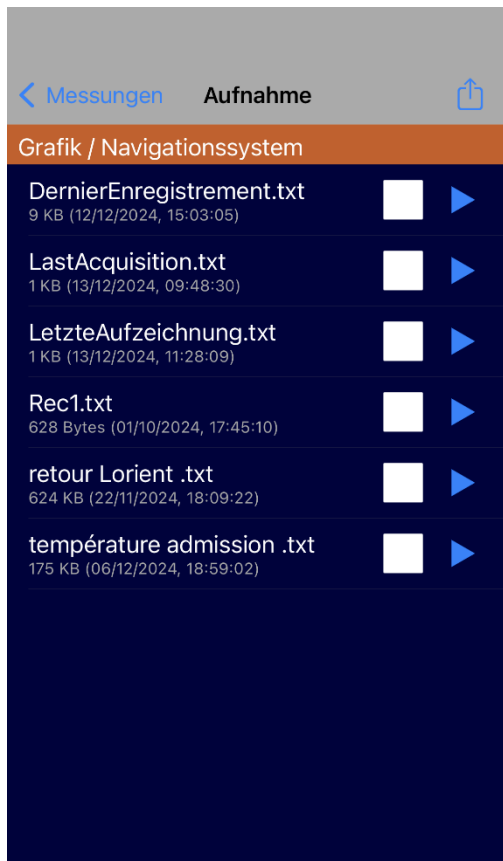 Messungen Aufnahme
Grafik / Navigationssystem
DernierEnregistrement.txt
9 KB (12/12/2024, 15:03:05)
LastAcquisition.txt
1 KB (13/12/2024, 09:48:30)
LetzteAufzeichnung.txt
1 KB (13/12/2024, 11:28:09)
Rec1.txt
628 Bytes (01/10/2024, 17:45:10)
retour Lorient .txt
624 KB (22/11/2024, 18:09:22)
température admission .txt
175 KB (06/12/2024, 18:59:02)